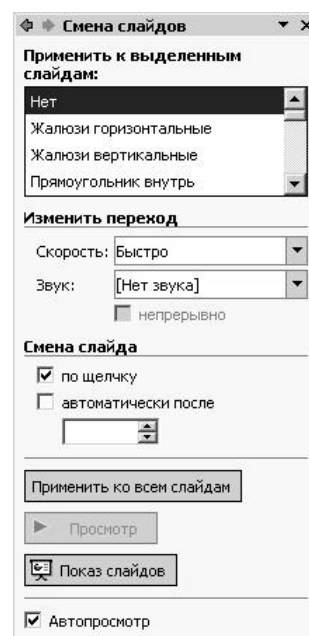 Смена слайдов
Применить к выделенным
слайдам:
Нет
Жалюзи горизонтальные
Жалюзи вертикальные
Прямоугольник внутрь
Изменить переход
Скорость: Быстро
Звук: [Нет звука]
непрерывно
Смена слайда
по щелчку
автоматически после
Применить ко всем слайдам
Просмотр
Показ слайдов
Автопросмотр